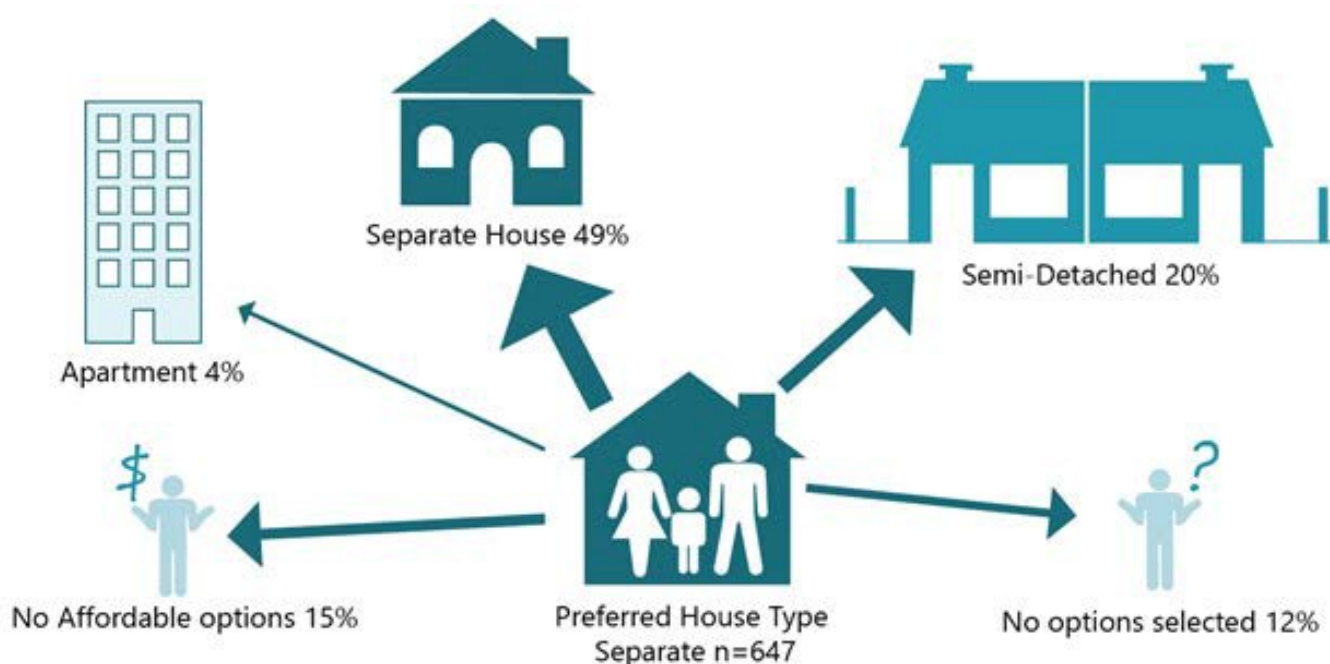 Separate House 49%
Semi-Detached 20%
Apartment 4%
$
?
No Affordable options 15%
Preferred House Type
Separate n=647
No options selected 12%